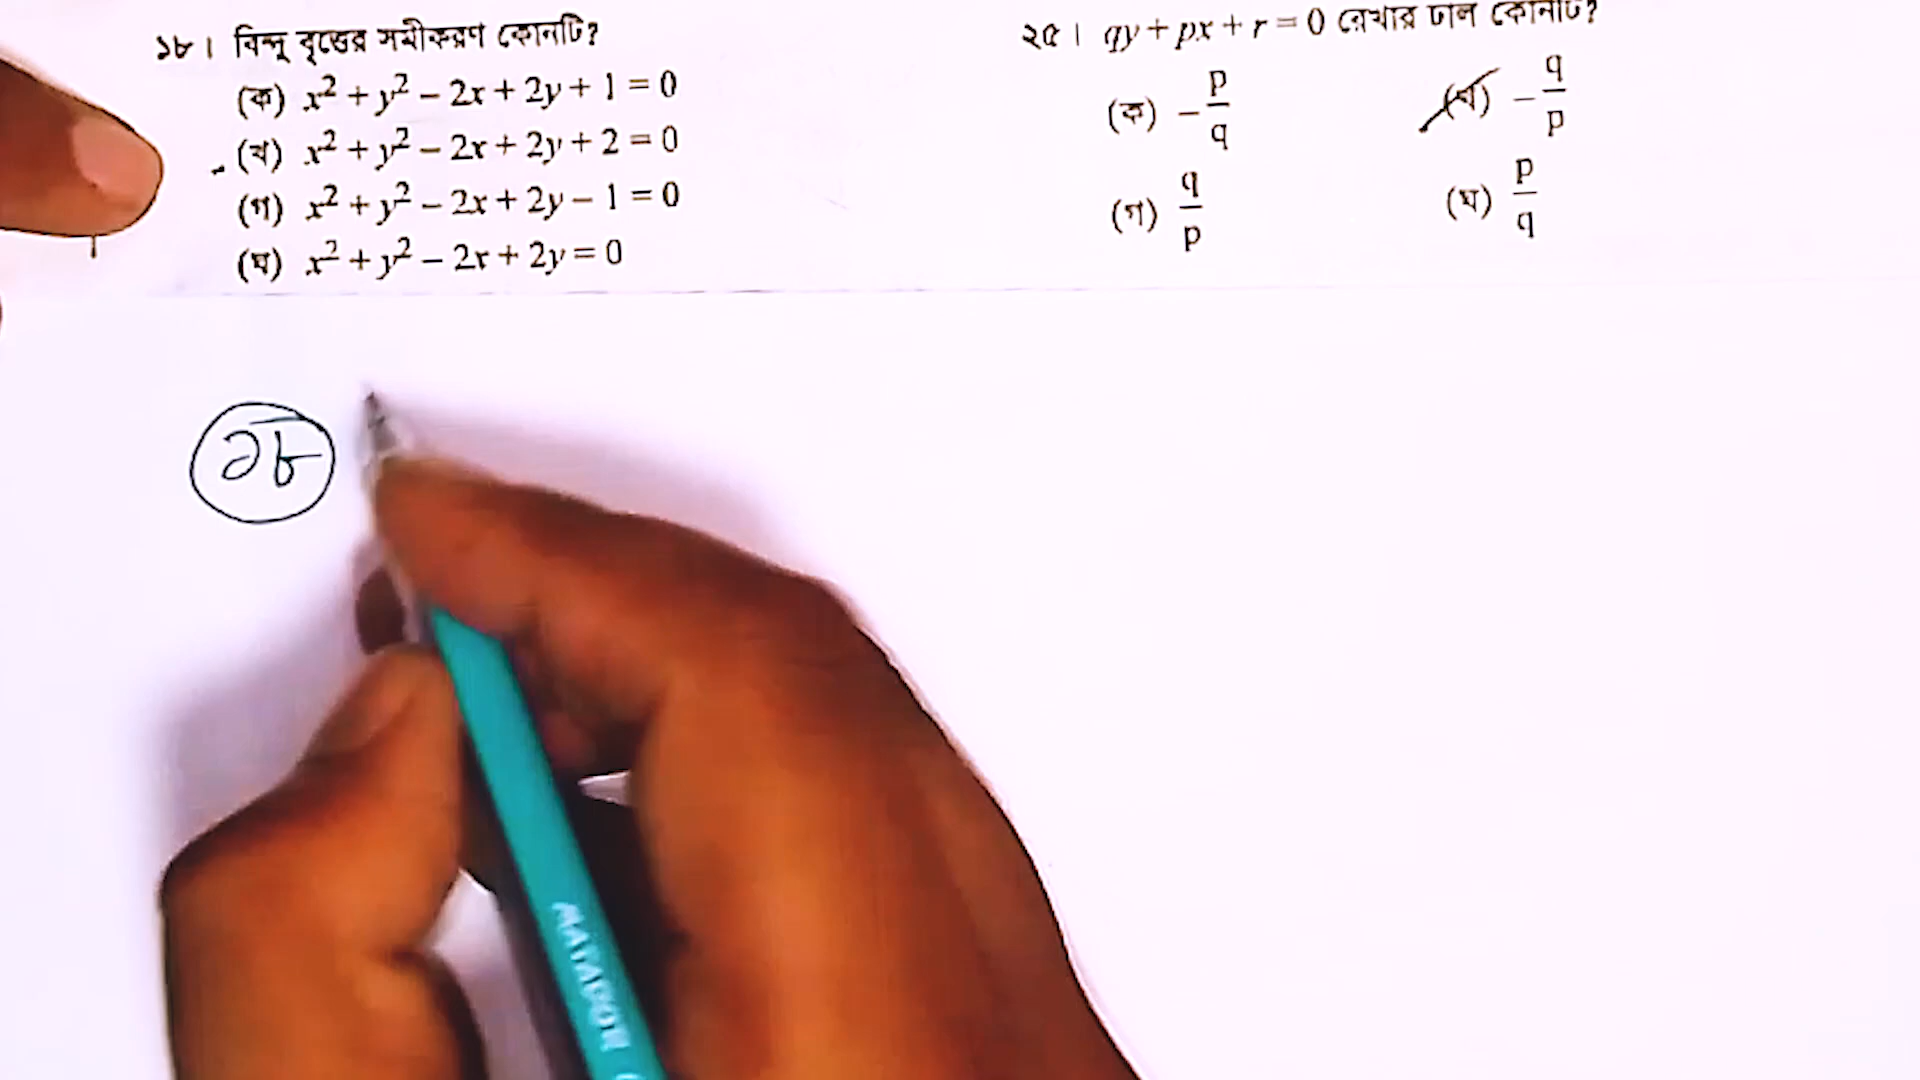 ১৮। বিন্দু বৃত্তের সমীকরণ কোনটি?
(ক) x² + y² − 2x + 2y + 1 = 0
(খ) x² + y² − 2x + 2y + 2 = 0
(গ) x² + y² − 2x + 2y − 1 = 0
(ঘ) x² + y² − 2x + 2y = 0
২৫। qy + px + r = 0 রেখার ঢাল কোনটি?
(ক) −p/q (খ) −q/p
(গ) q/p (ঘ) p/q
১৮
MATADOR